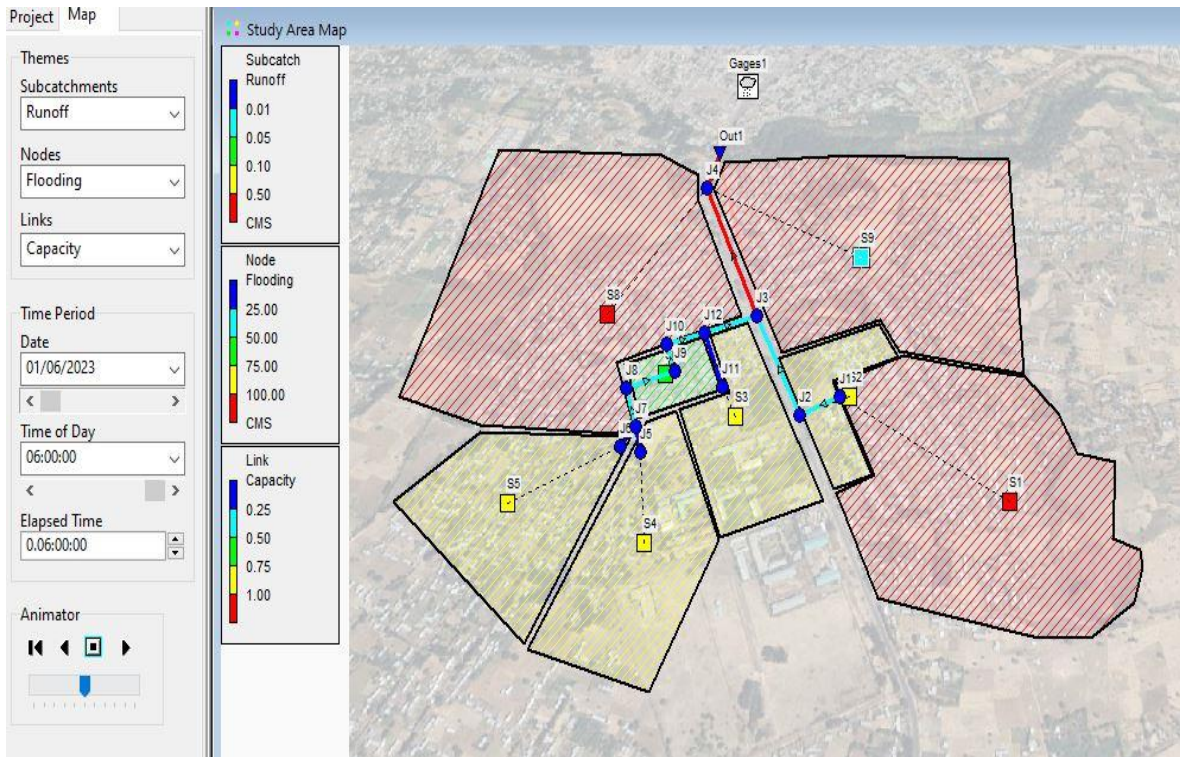 Project Map
Themes
Subcatchments
Runoff
Nodes
Flooding
Links
Capacity
Time Period
Date
01/06/2023
Time of Day
06:00:00
Elapsed Time
0.06:00:00
Animator
Study Area Map
Subcatch
Runoff
0.01
0.05
0.10
0.50
CMS
Node
Flooding
25.00
50.00
75.00
100.00
CMS
Link
Capacity
0.25
0.50
0.75
1.00
Gages1
Out1
J4
S9
S8
J3
J12
J10
J9
J8
J11
J1
S2
J2
S3
J7
J6
J5
S5
S1
S4